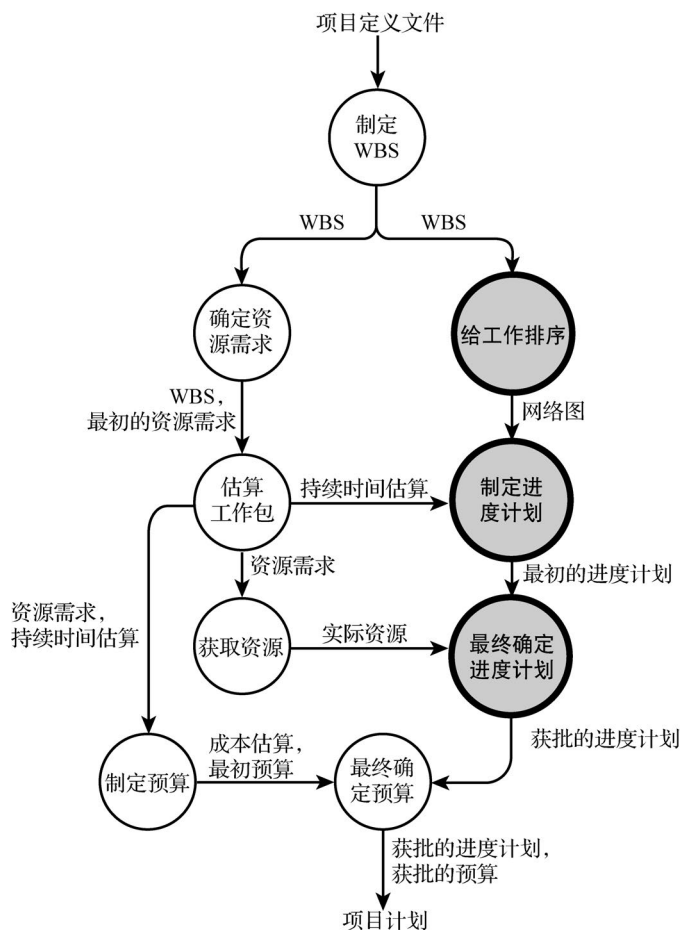 项目定义文件
制定
WBS
WBS
WBS
确定资
源需求
给工作排序
WBS，
最初的资源需求
网络图
估算
工作包
持续时间估算
制定进
度计划
资源需求
最初的进度计划
资源需求，
持续时间估算
获取资源
实际资源
最终确定
进度计划
获批的进度计划
制定预算
成本估算，
最初预算
最终确
定预算
获批的进度计划，
获批的预算
项目计划